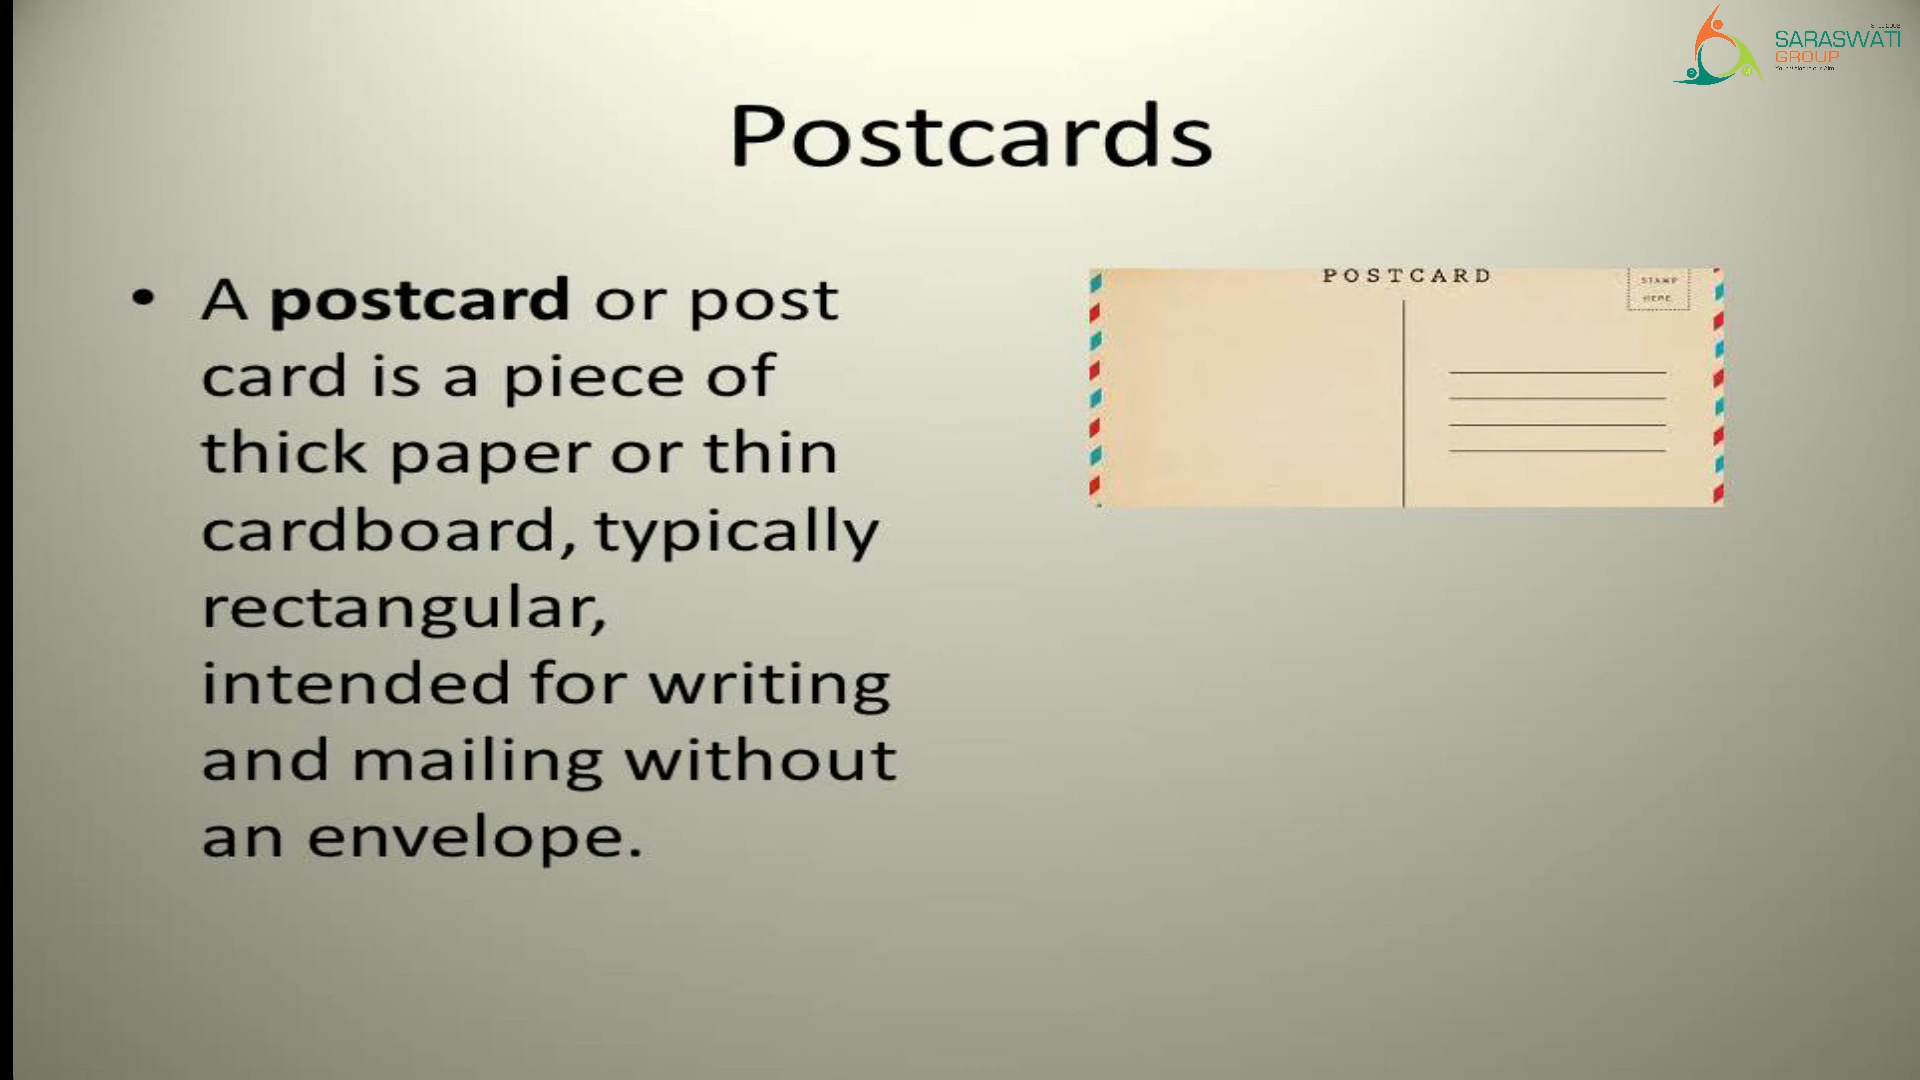 SARASWATI
GROUP
Postcards
• A postcard or post
card is a piece of
thick paper or thin
cardboard, typically
rectangular,
intended for writing
and mailing without
an envelope.
POSTCARD
STAMP
HERE